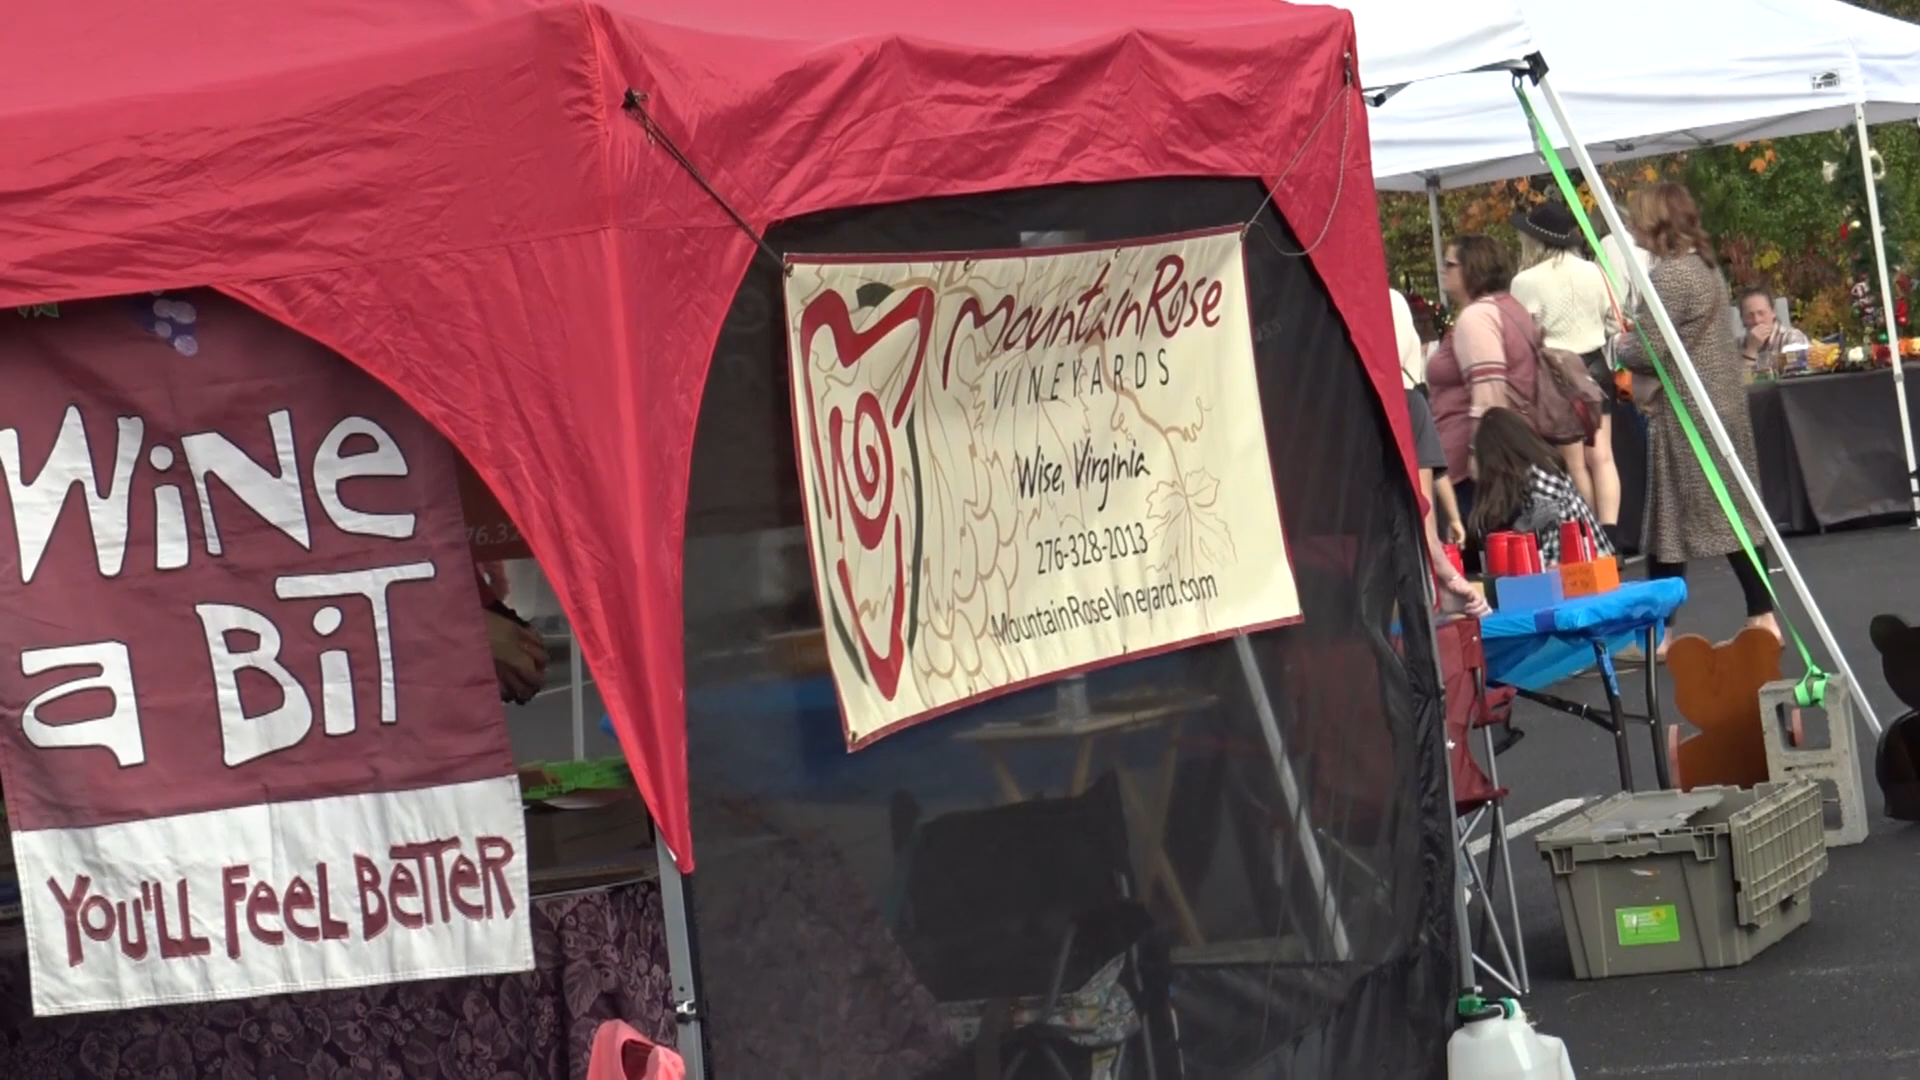 WiNe
a BiT
You'll Feel Better
MountainRose
VINEYARDS
Wise, Virginia
276-328-2013
MountainRoseVineyard.com